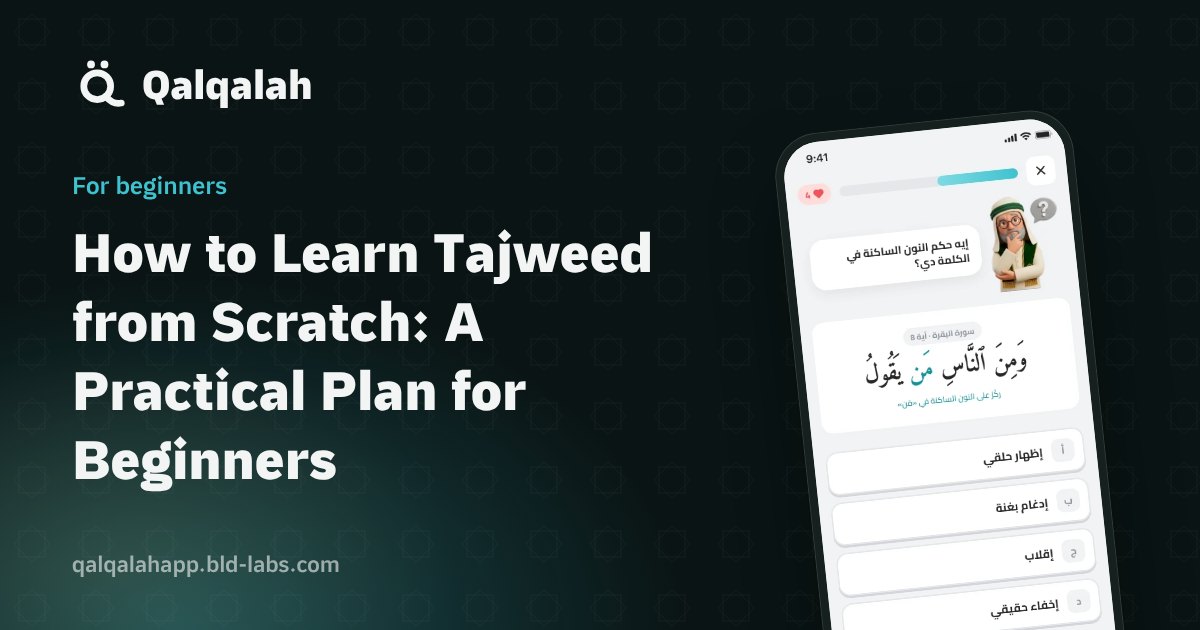 Qalqalah
For beginners
How to Learn Tajweed
from Scratch: A
Practical Plan for
Beginners
qalqalahapp.bld-labs.com
9:41
4
?
إيه حكم النون الساكنة في
الكلمة دي؟
سورة البقرة · آية 8
وَمِنَ ٱلنَّاسِ مَن يَقُولُ
ركّز على النون الساكنة في «مَن»
أ إظهار حلقي
ب إدغام بغنة
ج إقلاب
د إخفاء حقيقي